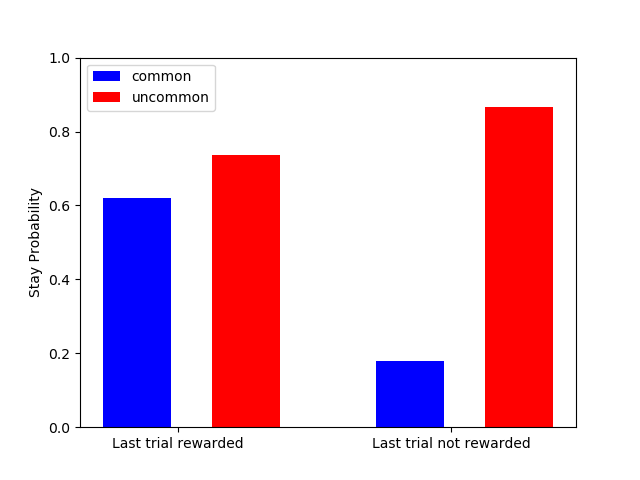 1.0
0.8
0.6
0.4
0.2
0.0
Stay Probability
common
uncommon
Last trial rewarded
Last trial not rewarded